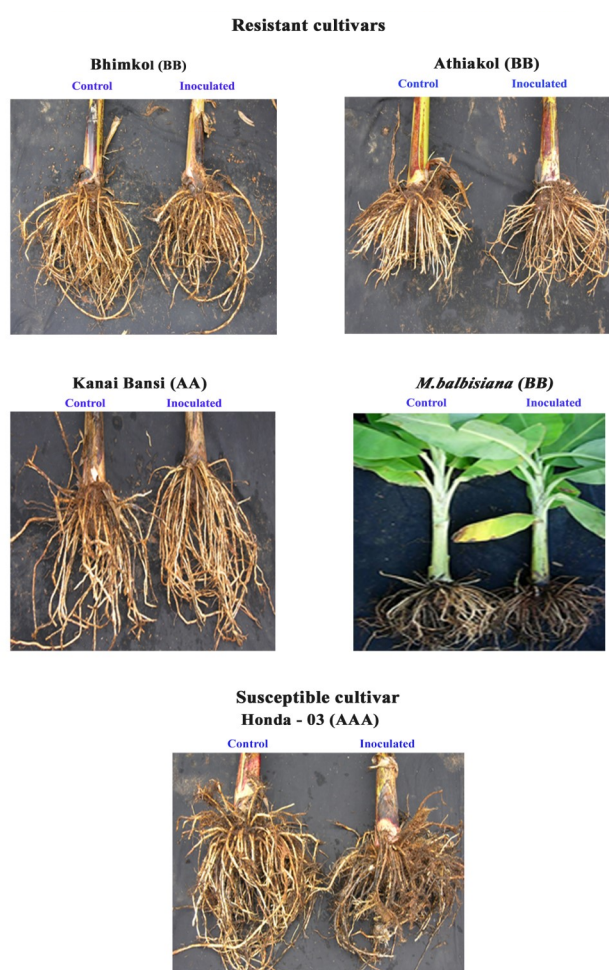 Resistant cultivars
Bhimkol (BB)
Athiakol (BB)
Control Inoculated
Control Inoculated
Kanai Bansi (AA)
M.balbisiana (BB)
Control Inoculated
Control Inoculated
Susceptible cultivar
Honda - 03 (AAA)
Control Inoculated